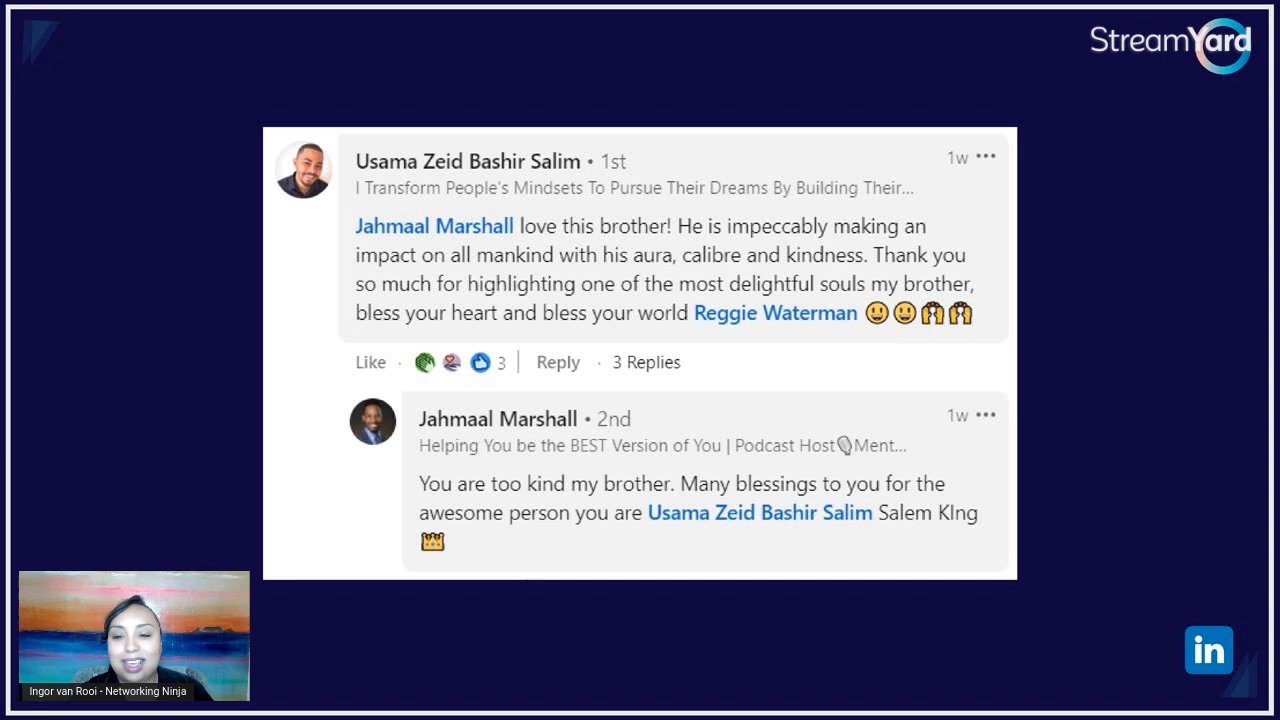 StreamYard
Usama Zeid Bashir Salim • 1st
1w •••
I Transform People's Mindsets To Pursue Their Dreams By Building Their...
Jahmaal Marshall love this brother! He is impeccably making an
impact on all mankind with his aura, calibre and kindness. Thank you
so much for highlighting one of the most delightful souls my brother,
bless your heart and bless your world Reggie Waterman 😃😃🙌🙌
Like · 3 | Reply · 3 Replies
Jahmaal Marshall • 2nd
1w •••
Helping You be the BEST Version of You | Podcast Host🎙Ment...
You are too kind my brother. Many blessings to you for the
awesome person you are Usama Zeid Bashir Salim Salem KIng
👑
Ingor van Rooi - Networking Ninja
in